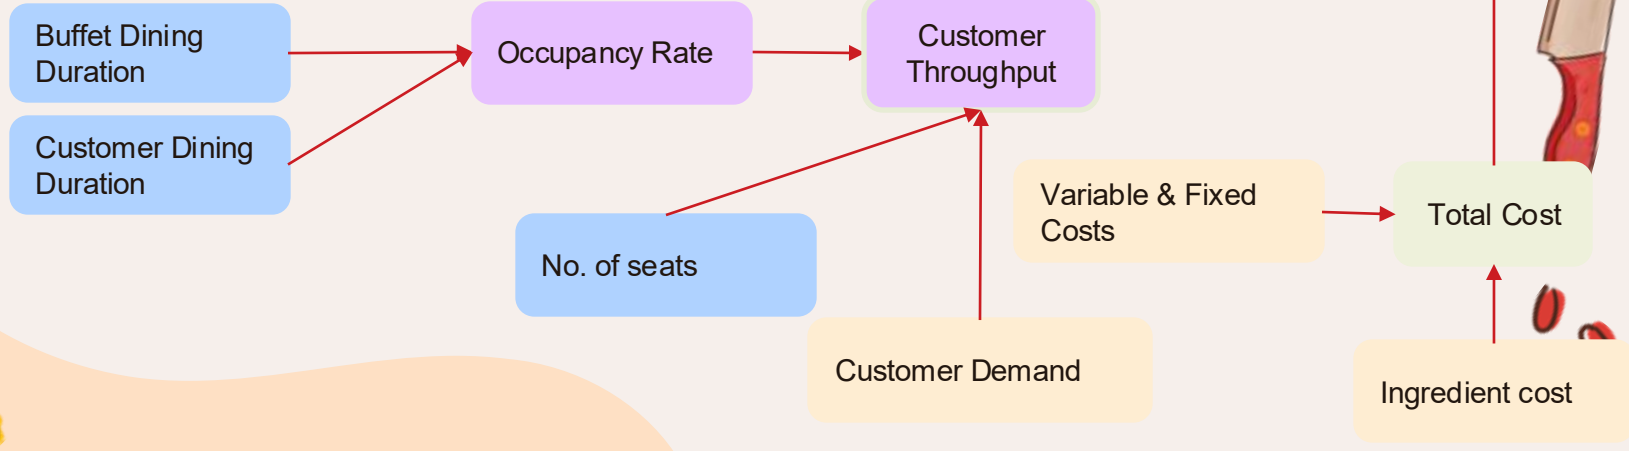 Buffet Dining
Duration
Occupancy Rate
Customer
Throughput
Customer Dining
Duration
Variable & Fixed
Costs
Total Cost
No. of seats
Customer Demand
Ingredient cost